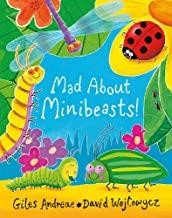 Mad About
Minibeasts!
Giles Andreae • David Wojtowycz